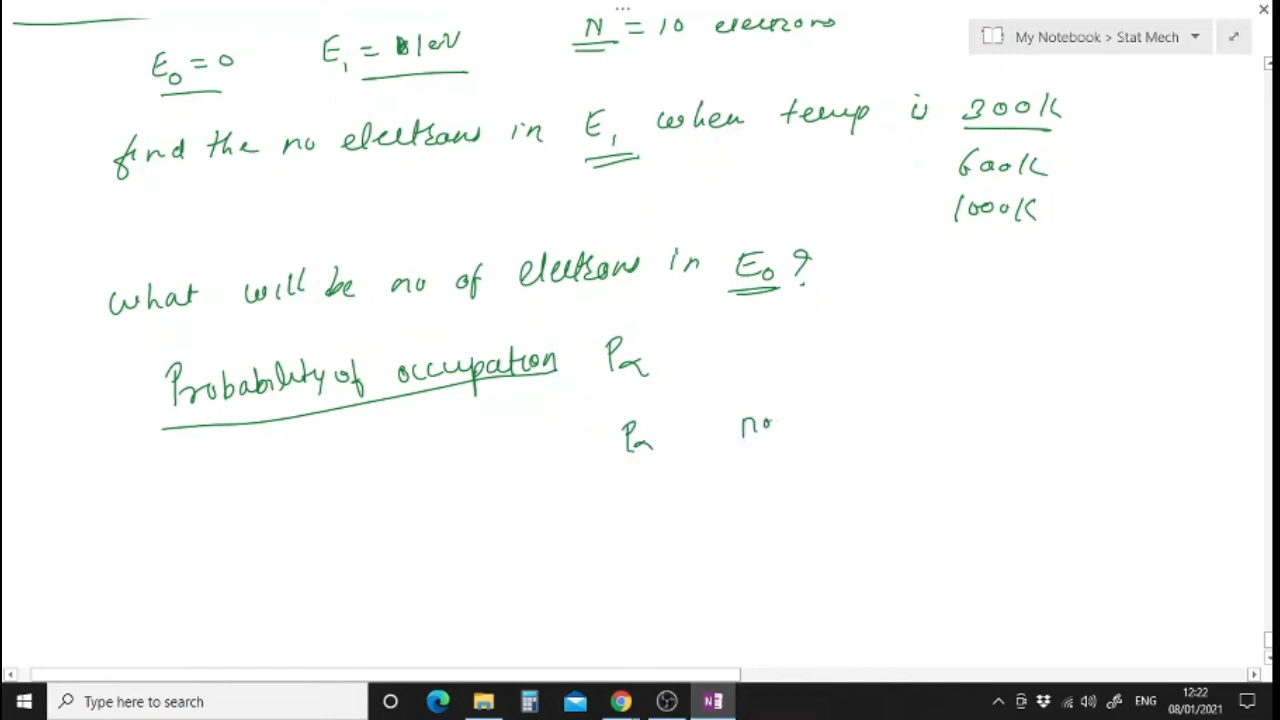 E₀ = 0 E₁ = 1eV N = 10 electrons
My Notebook > Stat Mech
find the no electrons in E₁ when temp is 300K
600K
1000K
What will be no of electrons in E₀?
Probability of occupation Pα
Pα no
Type here to search
ENG
12:22
08/01/2021